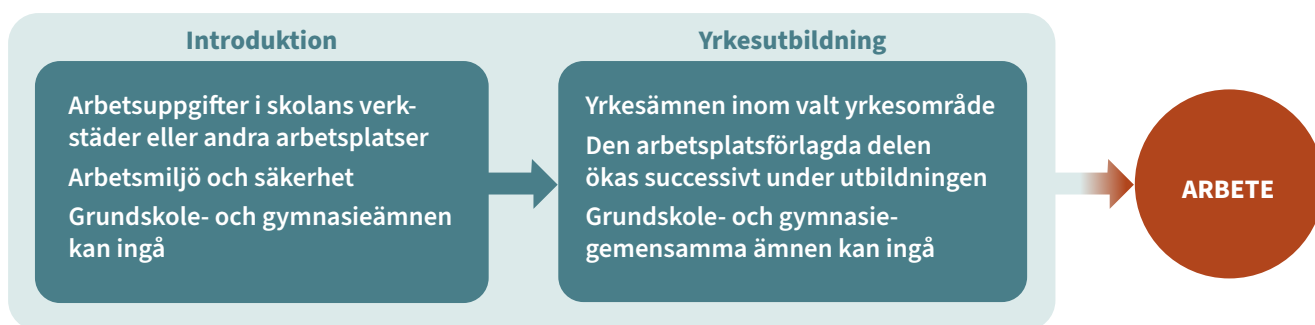 Introduktion
Arbetsuppgifter i skolans verk-
städer eller andra arbetsplatser
Arbetsmiljö och säkerhet
Grundskole- och gymnasieämnen
kan ingå
Yrkesutbildning
Yrkesämnen inom valt yrkesområde
Den arbetsplatsförlagda delen
ökas successivt under utbildningen
Grundskole- och gymnasie-
gemensamma ämnen kan ingå
ARBETE